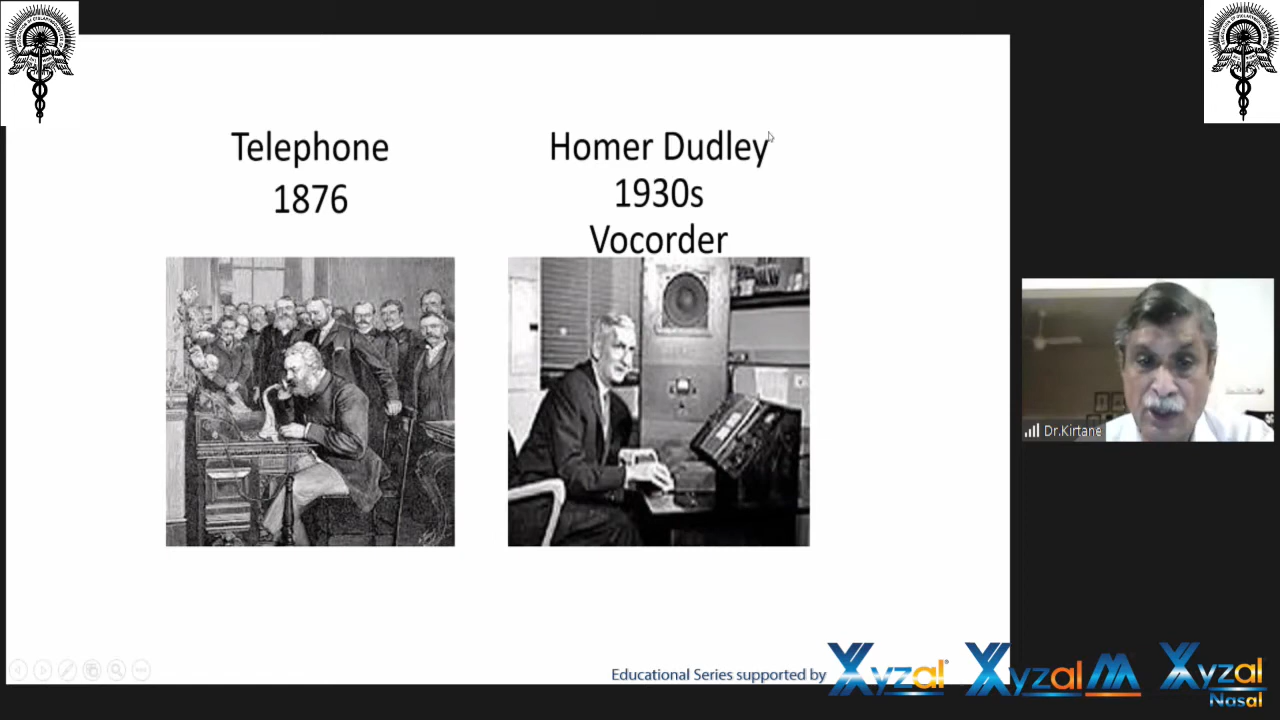 Telephone
1876
Homer Dudley
1930s
Vocorder
Dr.Kirtane
Educational Series supported by
Xyzal®
Xyzal M
Xyzal
Nasal